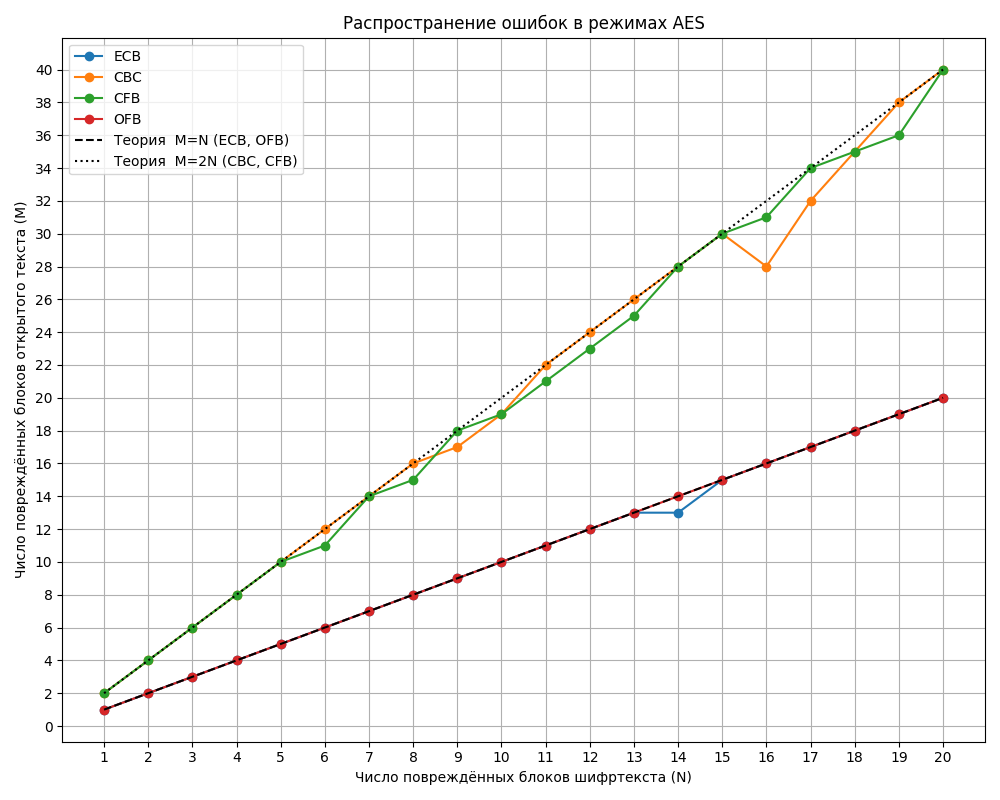 Распространение ошибок в режимах AES
ECB
CBC
CFB
OFB
Теория  M=N (ECB, OFB)
Теория  M=2N (CBC, CFB)
Число повреждённых блоков открытого текста (M)
40
38
36
34
32
30
28
26
24
22
20
18
16
14
12
10
8
6
4
2
0
1 2 3 4 5 6 7 8 9 10 11 12 13 14 15 16 17 18 19 20
Число повреждённых блоков шифртекста (N)